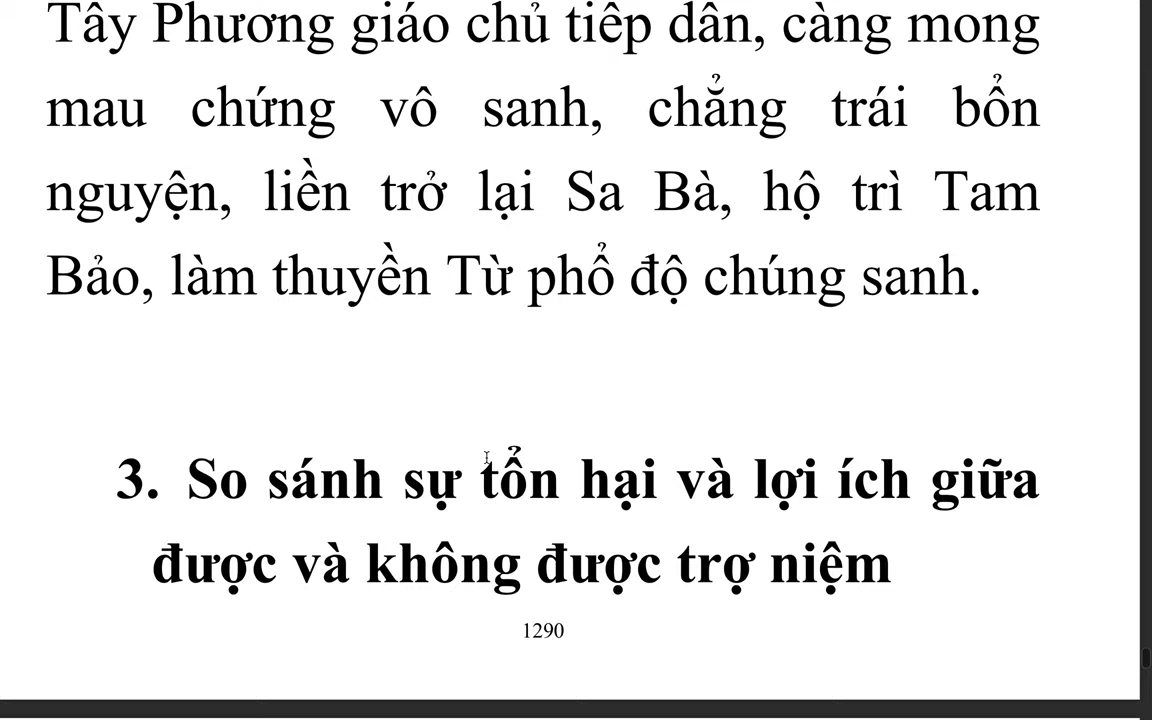 Tây Phương giáo chủ tiếp dẫn, càng mong
mau chứng vô sanh, chẳng trái bổn
nguyện, liền trở lại Sa Bà, hộ trì Tam
Bảo, làm thuyền Từ phổ độ chúng sanh.
3. So sánh sự tổn hại và lợi ích giữa
được và không được trợ niệm
1290